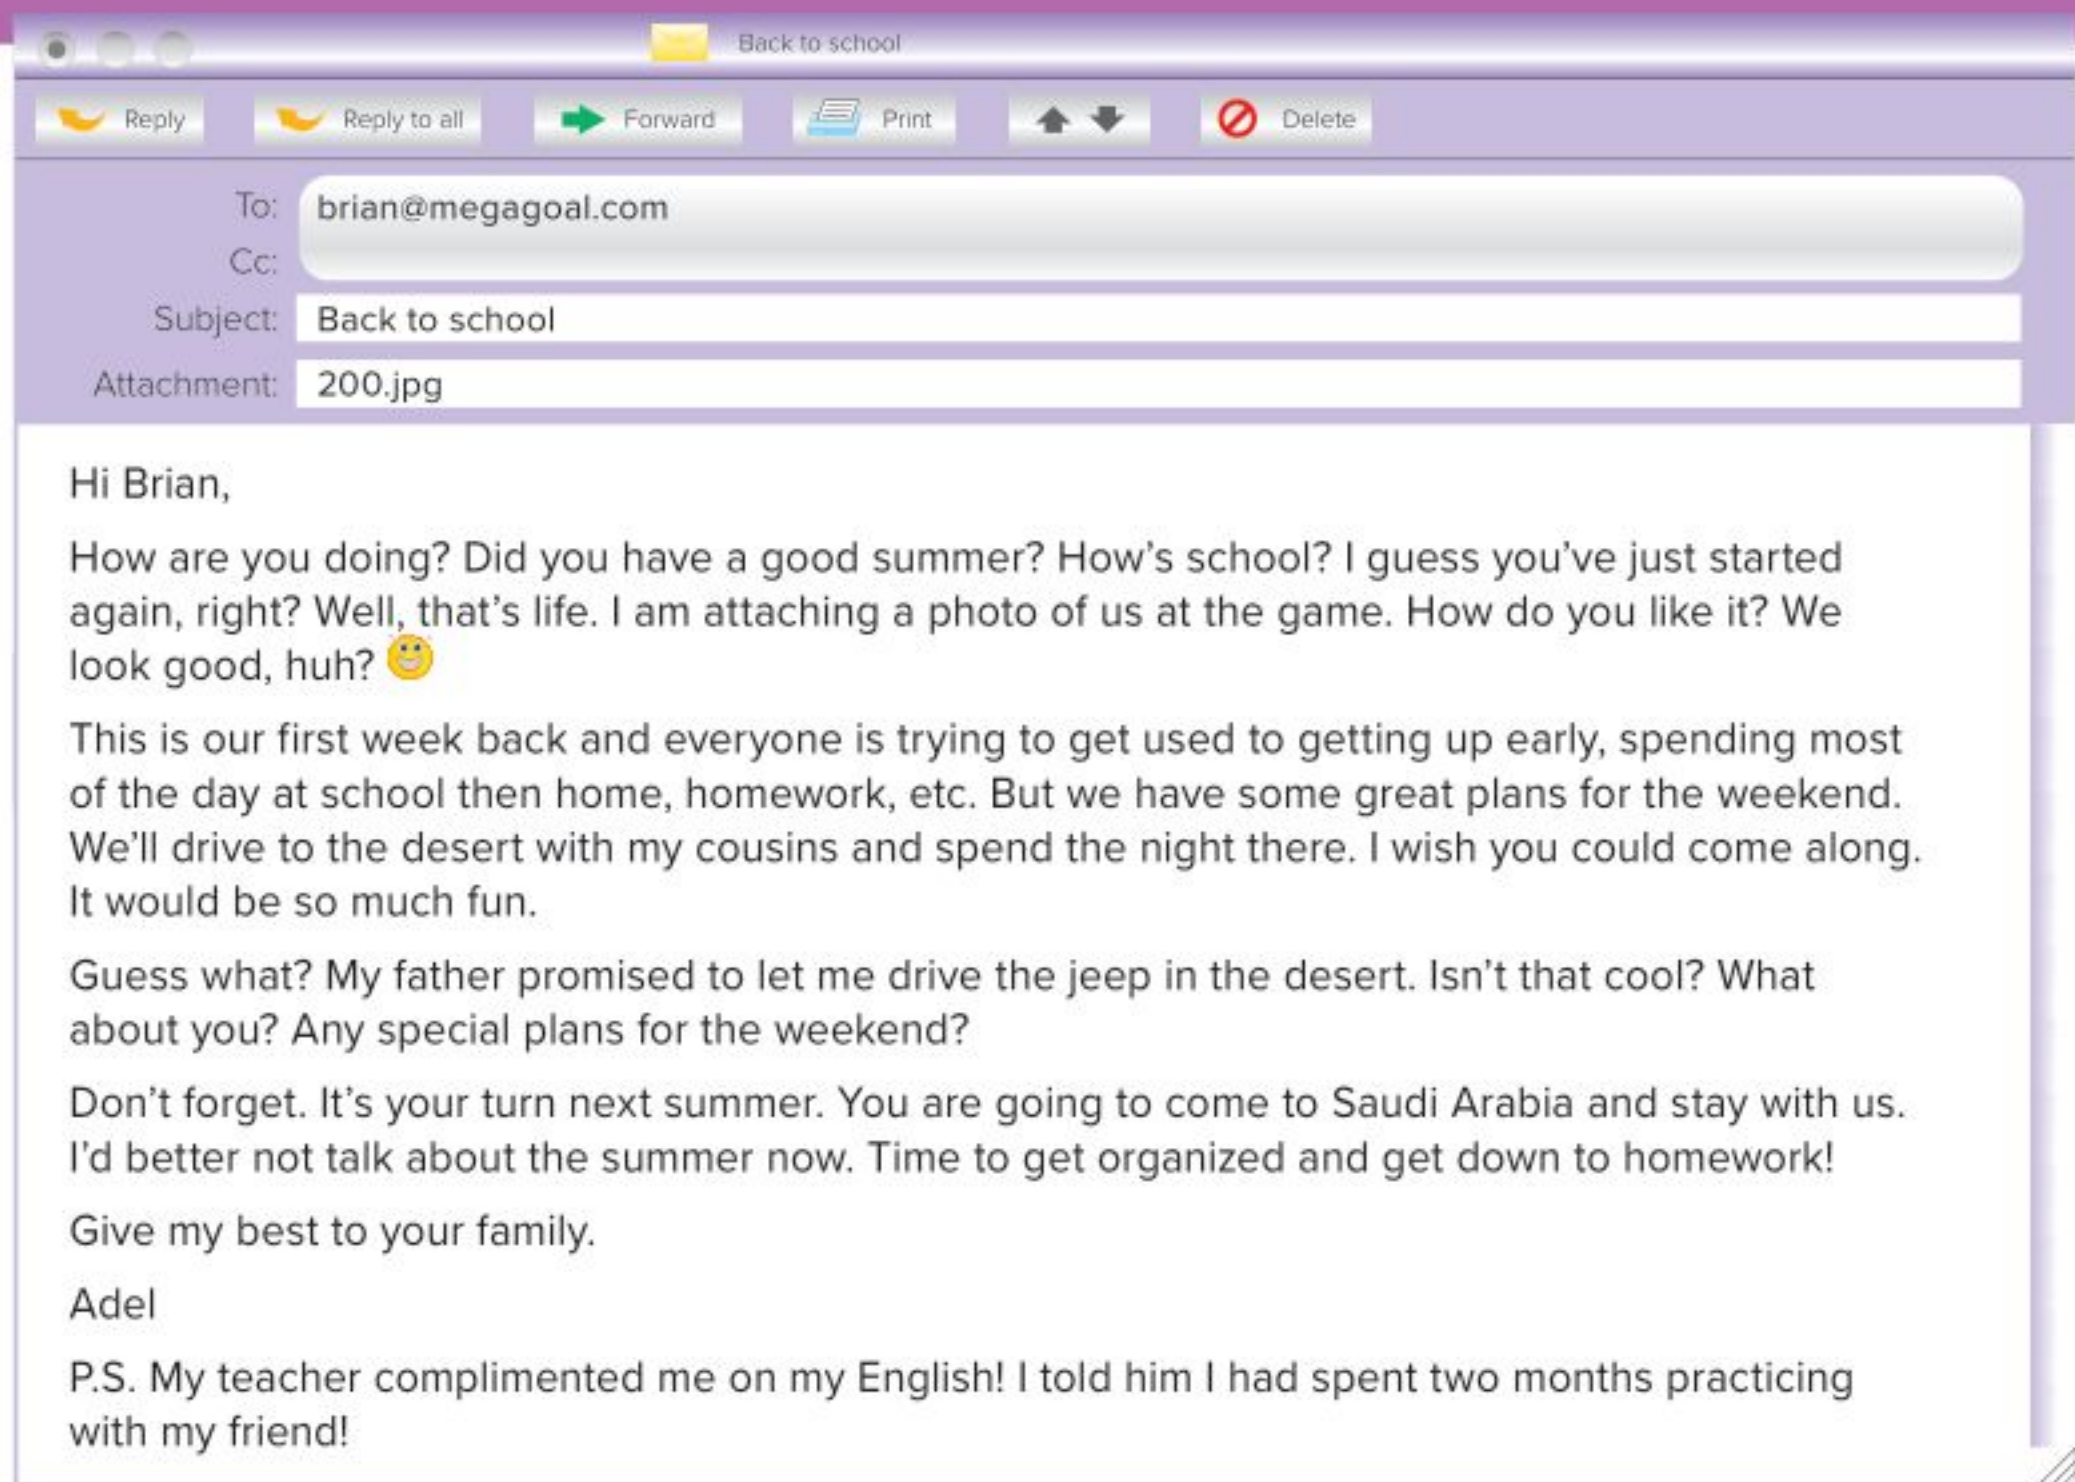 Back to school
Reply Reply to all Forward Print Delete
To: brian@megagoal.com
Cc:
Subject: Back to school
Attachment: 200.jpg
Hi Brian,
How are you doing? Did you have a good summer? How's school? I guess you've just started
again, right? Well, that's life. I am attaching a photo of us at the game. How do you like it? We
look good, huh?
This is our first week back and everyone is trying to get used to getting up early, spending most
of the day at school then home, homework, etc. But we have some great plans for the weekend.
We'll drive to the desert with my cousins and spend the night there. I wish you could come along.
It would be so much fun.
Guess what? My father promised to let me drive the jeep in the desert. Isn't that cool? What
about you? Any special plans for the weekend?
Don't forget. It's your turn next summer. You are going to come to Saudi Arabia and stay with us.
I'd better not talk about the summer now. Time to get organized and get down to homework!
Give my best to your family.
Adel
P.S. My teacher complimented me on my English! I told him I had spent two months practicing
with my friend!